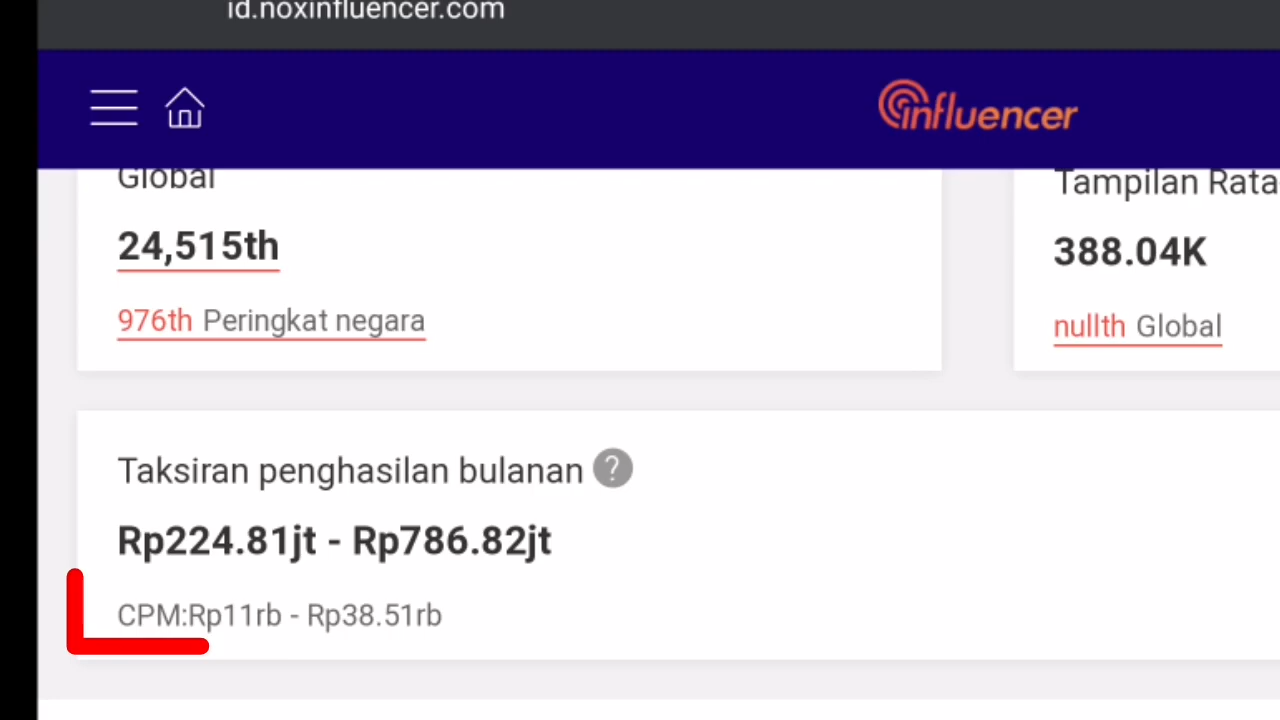 id.noxinfluencer.com
influencer
Global
24,515th
976th Peringkat negara
Tampilan Rata
388.04K
nullth Global
Taksiran penghasilan bulanan ?
Rp224.81jt - Rp786.82jt
CPM:Rp11rb - Rp38.51rb